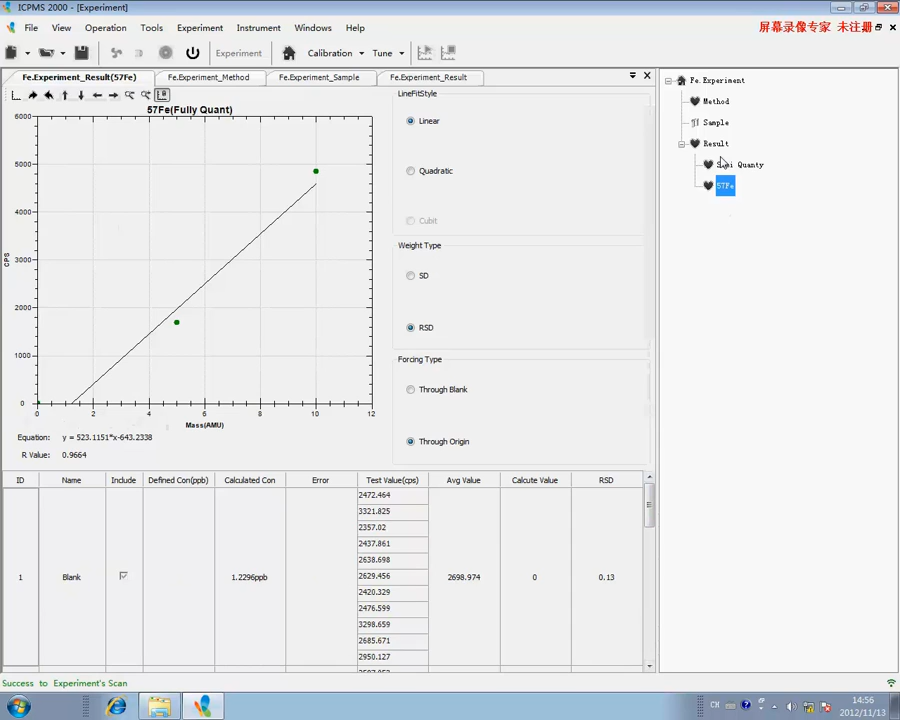 ICPMS 2000 - [Experiment]
File View Operation Tools Experiment Instrument Windows Help
屏幕录像专家 未注册
Experiment Calibration Tune
Fe.Experiment_Result(57Fe) Fe.Experiment_Method Fe.Experiment_Sample Fe.Experiment_Result
57Fe(Fully Quant)
6000
5000
4000
3000
2000
1000
0
CPS
0 2 4 6 8 10 12
Mass(AMU)
Equation: y = 523.1151*x-643.2338
R Value: 0.9664
LineFitStyle
Linear
Quadratic
Cubit
Weight Type
SD
RSD
Forcing Type
Through Blank
Through Origin
Fe.Experiment
Method
Sample
Result
Quanty
57Fe
ID Name Include Defined Con(ppb) Calculated Con Error Test Value(cps) Avg Value Calcute Value RSD
2472.464
3321.825
2357.02
2437.861
2638.698
1 Blank 1.2296ppb 2629.456 2698.974 0 0.13
2420.329
2476.599
3298.659
2685.671
2950.127
Success to Experiment's Scan
CH
14:56
2012/11/13